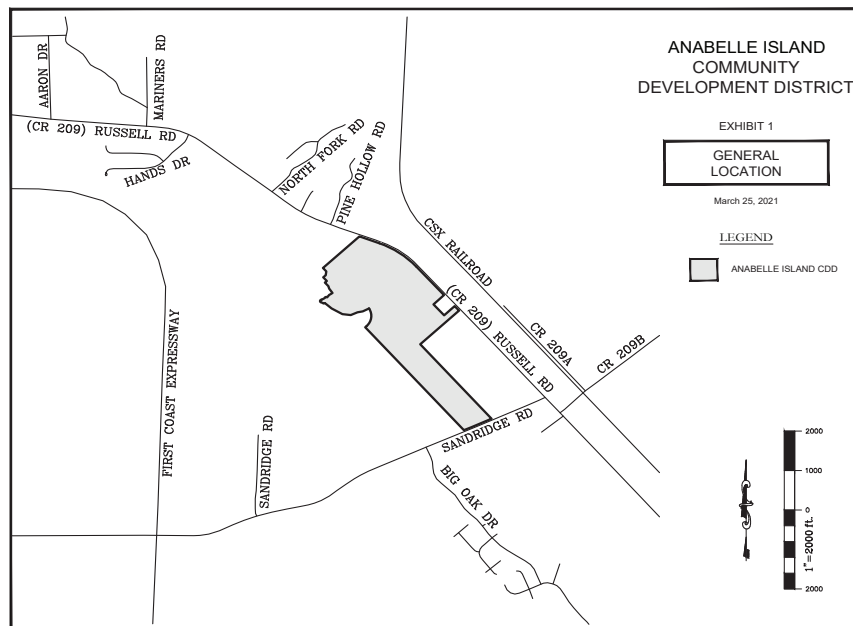 ANABELLE ISLAND
COMMUNITY
DEVELOPMENT DISTRICT
EXHIBIT 1
GENERAL
LOCATION
March 25, 2021
LEGEND
ANABELLE ISLAND CDD
AARON DR
MARINERS RD
(CR 209) RUSSELL RD
HANDS DR
NORTH FORK RD
PINE HOLLOW RD
CSX RAILROAD
(CR 209) RUSSELL RD
CR 209A
CR 209B
FIRST COAST EXPRESSWAY
SANDRIDGE RD
SANDRIDGE RD
BIG OAK DR
2000
1000
0
2000
1"=2000 ft.